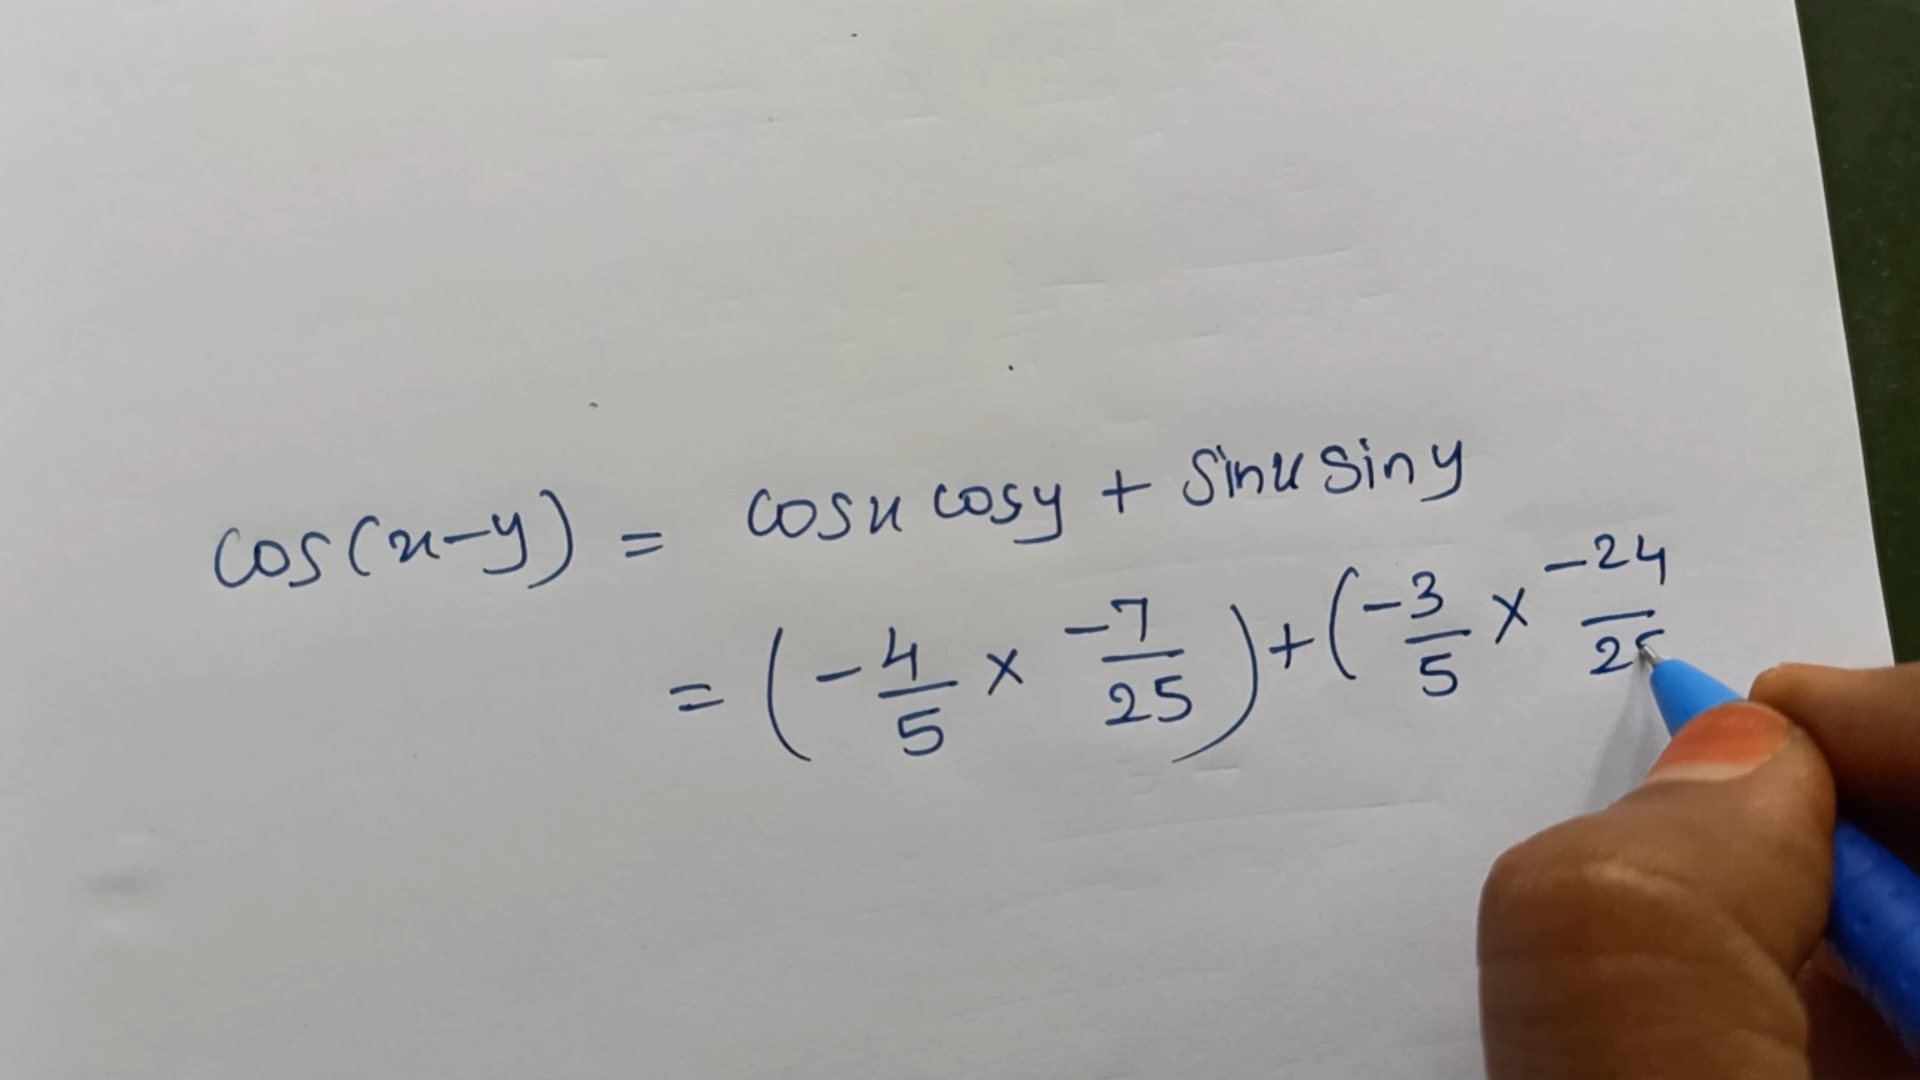 cos(x-y) = cosx cosy + sinx siny
= (-4/5 × -7/25) + (-3/5 × -24/25